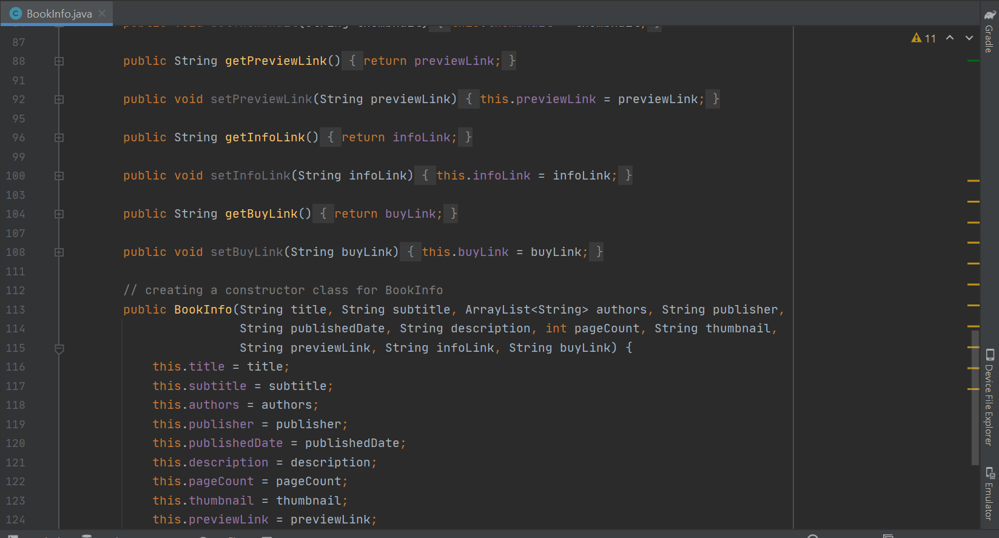 BookInfo.java
11
87
88 public String getPreviewLink() { return previewLink; }
91
92 public void setPreviewLink(String previewLink) { this.previewLink = previewLink; }
95
96 public String getInfoLink() { return infoLink; }
99
100 public void setInfoLink(String infoLink) { this.infoLink = infoLink; }
103
104 public String getBuyLink() { return buyLink; }
107
108 public void setBuyLink(String buyLink) { this.buyLink = buyLink; }
111
112 // creating a constructor class for BookInfo
113 public BookInfo(String title, String subtitle, ArrayList<String> authors, String publisher,
114 String publishedDate, String description, int pageCount, String thumbnail,
115 String previewLink, String infoLink, String buyLink) {
116 this.title = title;
117 this.subtitle = subtitle;
118 this.authors = authors;
119 this.publisher = publisher;
120 this.publishedDate = publishedDate;
121 this.description = description;
122 this.pageCount = pageCount;
123 this.thumbnail = thumbnail;
124 this.previewLink = previewLink;
Gradle
Device File Explorer
Emulator